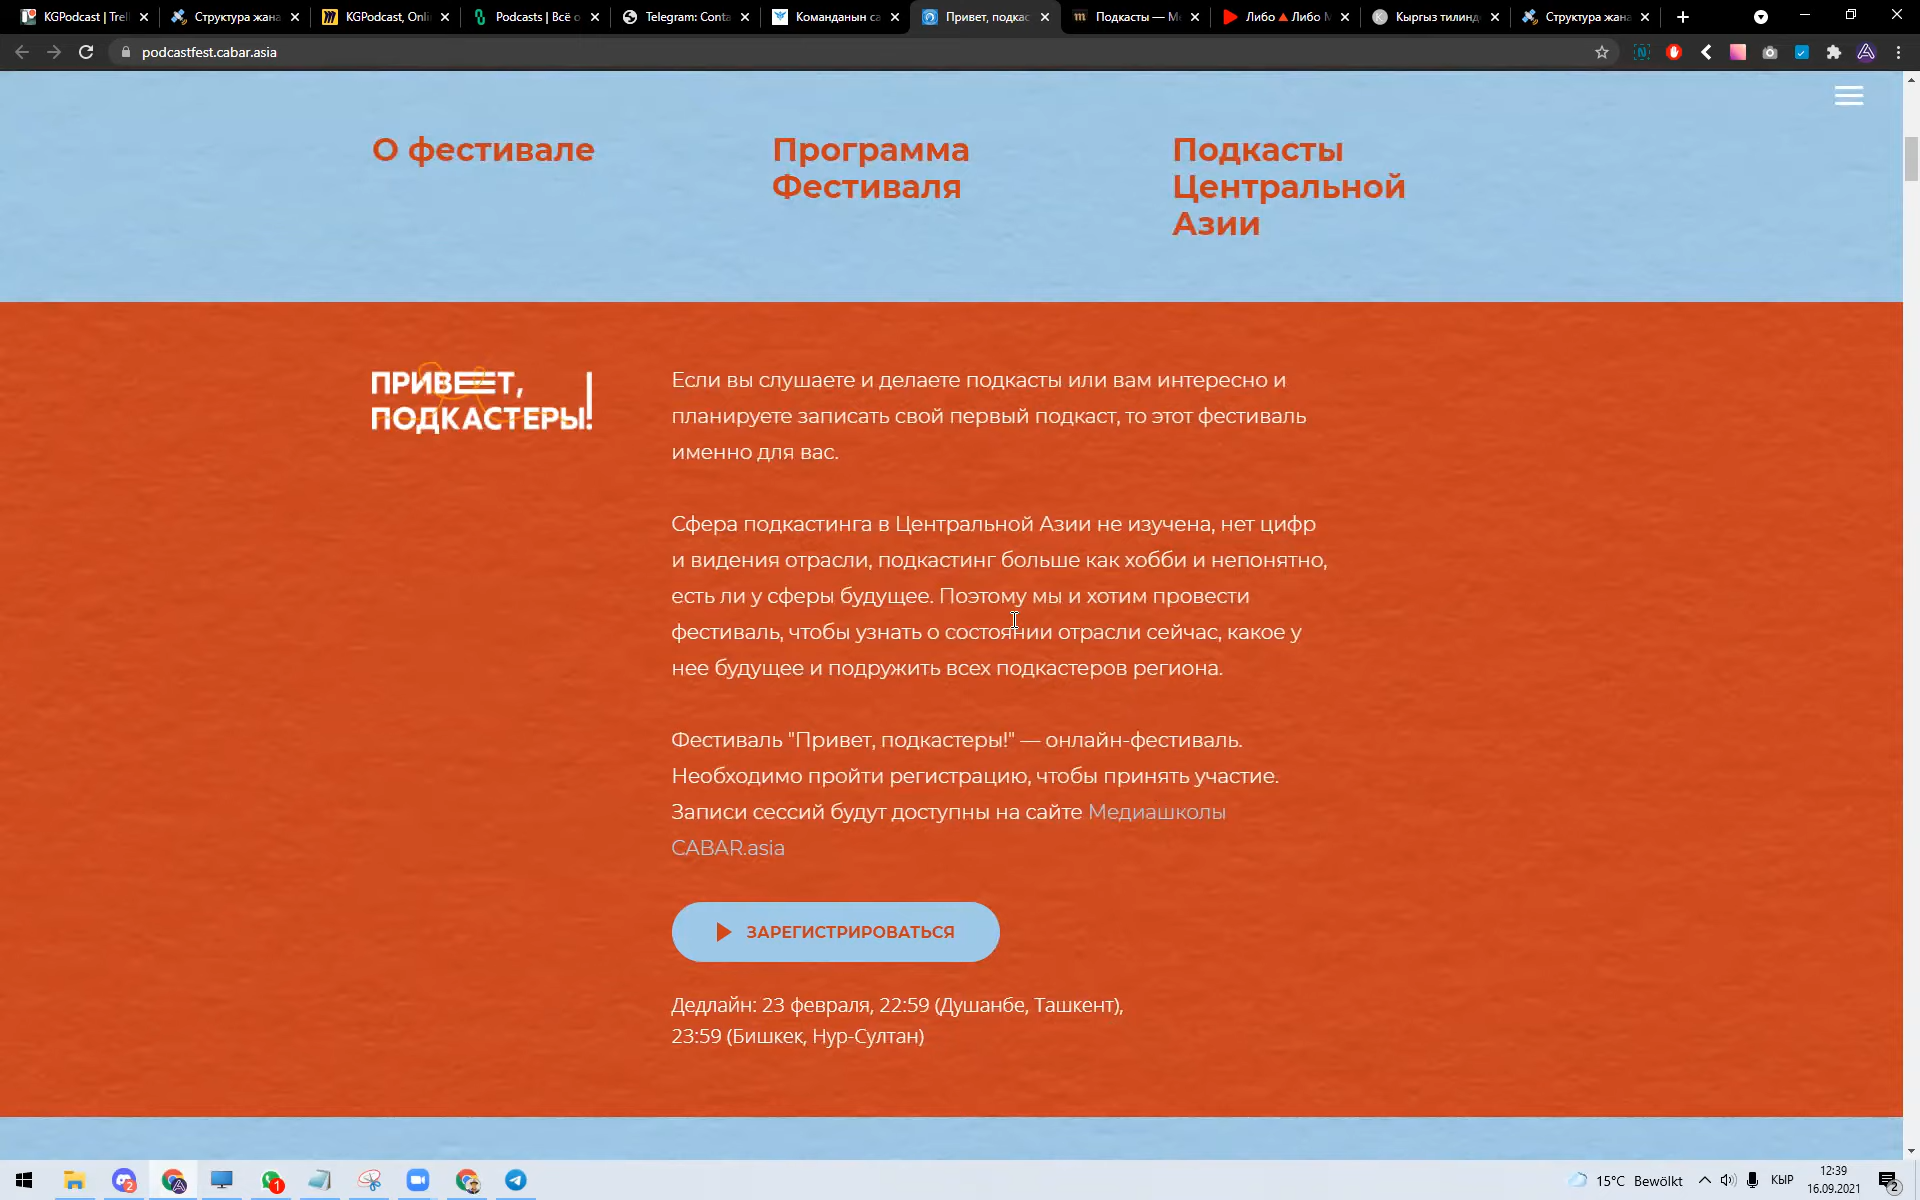 KGPodcast | Trell
Структура жана
KGPodcast, Onli
Podcasts | Всё о
Telegram: Conta
Команданын са
Привет, подкас
Подкасты — М
Либо Либо
Кыргыз тилинд
Структура жана
podcastfest.cabar.asia
О фестивале
Программа
Фестиваля
Подкасты
Центральной
Азии
ПРИВЕТ,
ПОДКАСТЕРЫ!
Если вы слушаете и делаете подкасты или вам интересно и
планируете записать свой первый подкаст, то этот фестиваль
именно для вас.
Сфера подкастинга в Центральной Азии не изучена, нет цифр
и видения отрасли, подкастинг больше как хобби и непонятно,
есть ли у сферы будущее. Поэтому мы и хотим провести
фестиваль, чтобы узнать о состоянии отрасли сейчас, какое у
нее будущее и подружить всех подкастеров региона.
Фестиваль "Привет, подкастеры!" — онлайн-фестиваль.
Необходимо пройти регистрацию, чтобы принять участие.
Записи сессий будут доступны на сайте Медиашколы
CABAR.asia
ЗАРЕГИСТРИРОВАТЬСЯ
Дедлайн: 23 февраля, 22:59 (Душанбе, Ташкент),
23:59 (Бишкек, Нур-Султан)
15°C Bewölkt
КЫР
12:39
16.09.2021